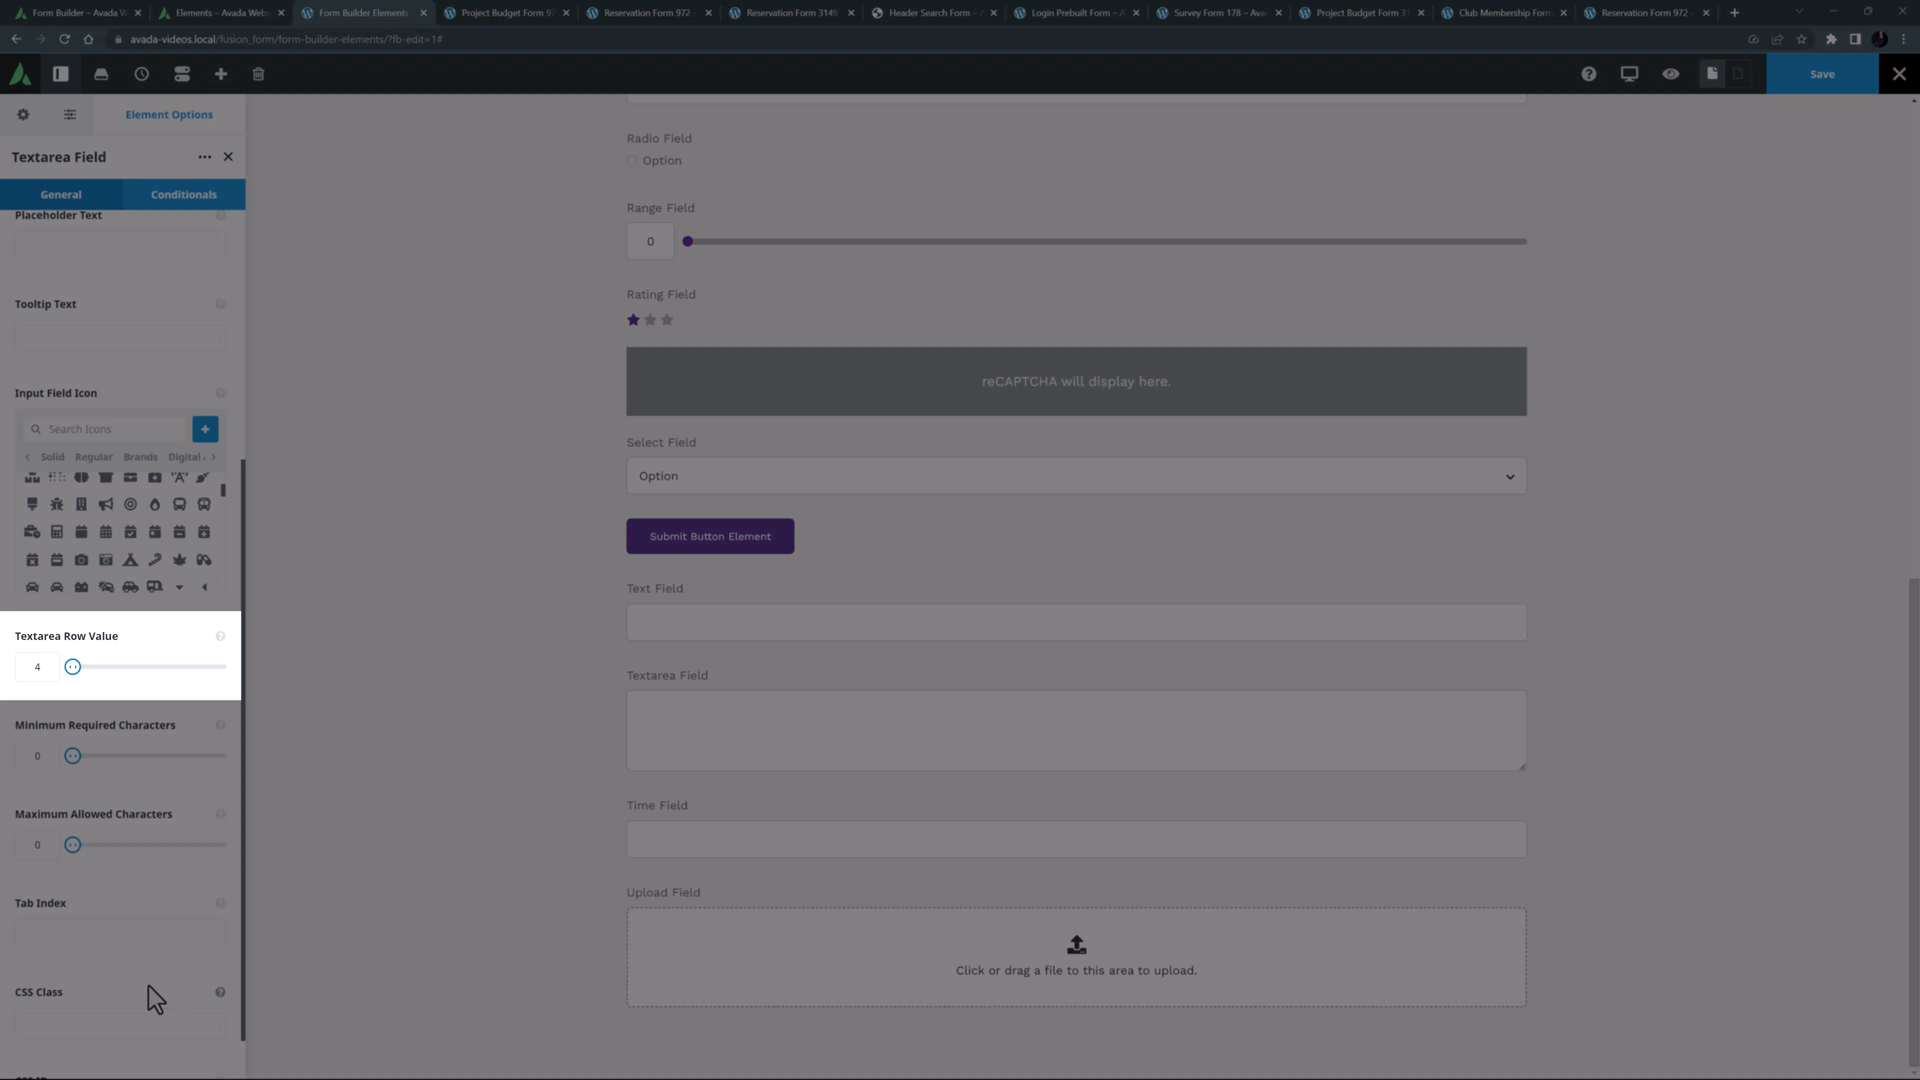 Form Builder – Avada W
Elements – Avada Web
Form Builder Elements
Project Budget Form 9
Reservation Form 972
Reservation Form 3149
Header Search Form –
Login Prebuilt Form –
Survey Form 178 – Ava
Project Budget Form 31
Club Membership Form
Reservation Form 972
avada-videos.local/fusion_form/form-builder-elements/?fb-edit=1#
Save
Element Options
Textarea Field
General
Conditionals
Placeholder Text
Tooltip Text
Input Field Icon
Search Icons
Solid
Regular
Brands
Digital
Textarea Row Value
4
Minimum Required Characters
0
Maximum Allowed Characters
0
Tab Index
CSS Class
Radio Field
Option
Range Field
0
Rating Field
reCAPTCHA will display here.
Select Field
Option
Submit Button Element
Text Field
Textarea Field
Time Field
Upload Field
Click or drag a file to this area to upload.